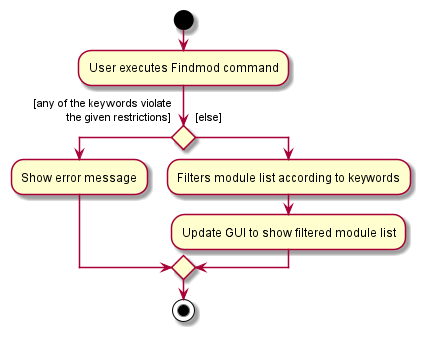 User executes Findmod command
[any of the keywords violate
the given restrictions]
[else]
Show error message
Filters module list according to keywords
Update GUI to show filtered module list